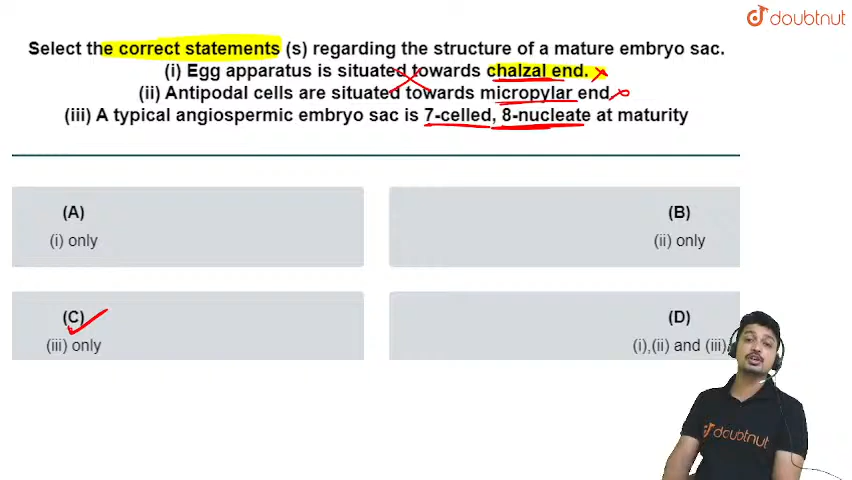 doubtnut
Select the correct statements (s) regarding the structure of a mature embryo sac.
(i) Egg apparatus is situated towards chalzal end.
(ii) Antipodal cells are situated towards micropylar end
(iii) A typical angiospermic embryo sac is 7-celled, 8-nucleate at maturity
(A)
(i) only
(B)
(ii) only
(C)
(iii) only
(D)
(i),(ii) and (iii)
doubtnut